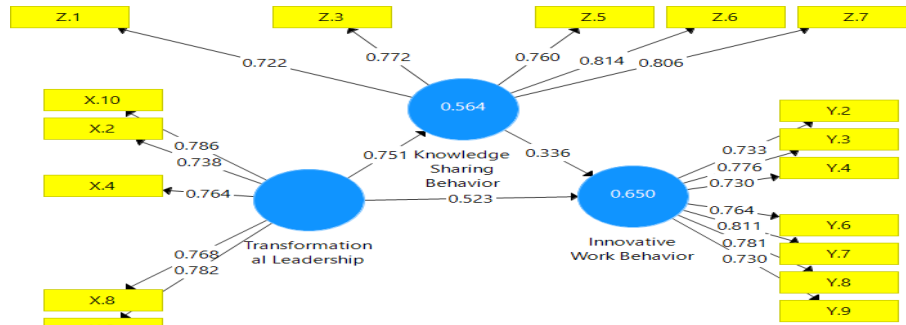 Z.1
Z.3
Z.5
Z.6
Z.7
0.722
0.772
0.760
0.814
0.806
X.10
X.2
X.4
X.8
0.786
0.738
0.764
0.768
0.782
0.564
Knowledge
Sharing
Behavior
0.751
0.336
0.523
Transformation
al Leadership
0.650
Innovative
Work Behavior
0.733
0.776
0.730
0.764
0.811
0.781
0.730
Y.2
Y.3
Y.4
Y.6
Y.7
Y.8
Y.9